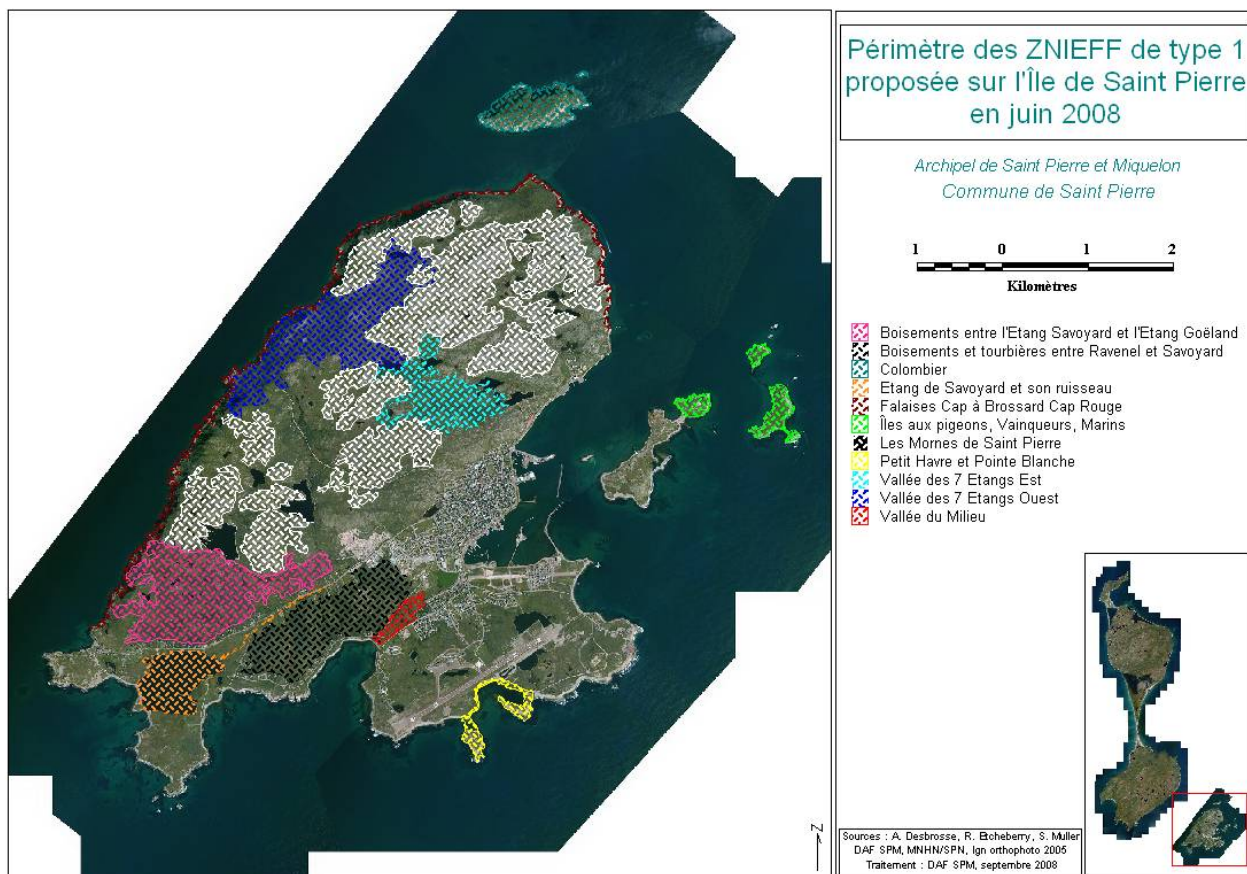 Périmètre des ZNIEFF de type 1
proposée sur l'Île de Saint Pierre
en juin 2008
Archipel de Saint Pierre et Miquelon
Commune de Saint Pierre
1 0 1 2
Kilomètres
Boisements entre l'Etang Savoyard et l'Etang Goëland
Boisements et tourbières entre Ravenel et Savoyard
Colombier
Etang de Savoyard et son ruisseau
Falaises Cap à Brossard Cap Rouge
Îles aux pigeons, Vainqueurs, Marins
Les Mornes de Saint Pierre
Petit Havre et Pointe Blanche
Vallée des 7 Etangs Est
Vallée des 7 Etangs Ouest
Vallée du Milieu
Z
Sources : A. Desbrosse, R. Etcheberry, S. Muller
DAF SPM, MNHN/SPN, Ign orthophoto 2005
Traitement : DAF SPM, septembre 2008